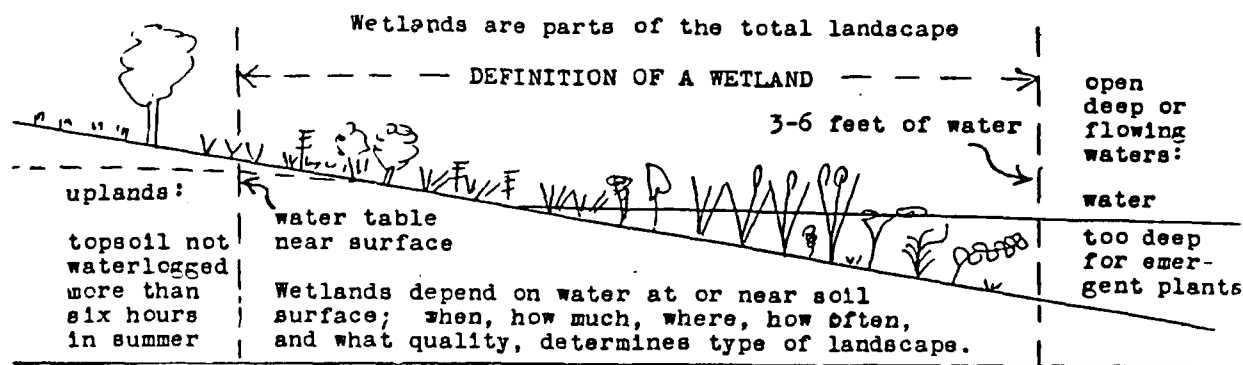 Wetlands are parts of the total landscape
DEFINITION OF A WETLAND
3-6 feet of water
open
deep or
flowing
waters:
water
too deep
for emer-
gent plants
uplands:
topsoil not
waterlogged
more than
six hours
in summer
water table
near surface
Wetlands depend on water at or near soil
surface; when, how much, where, how often,
and what quality, determines type of landscape.